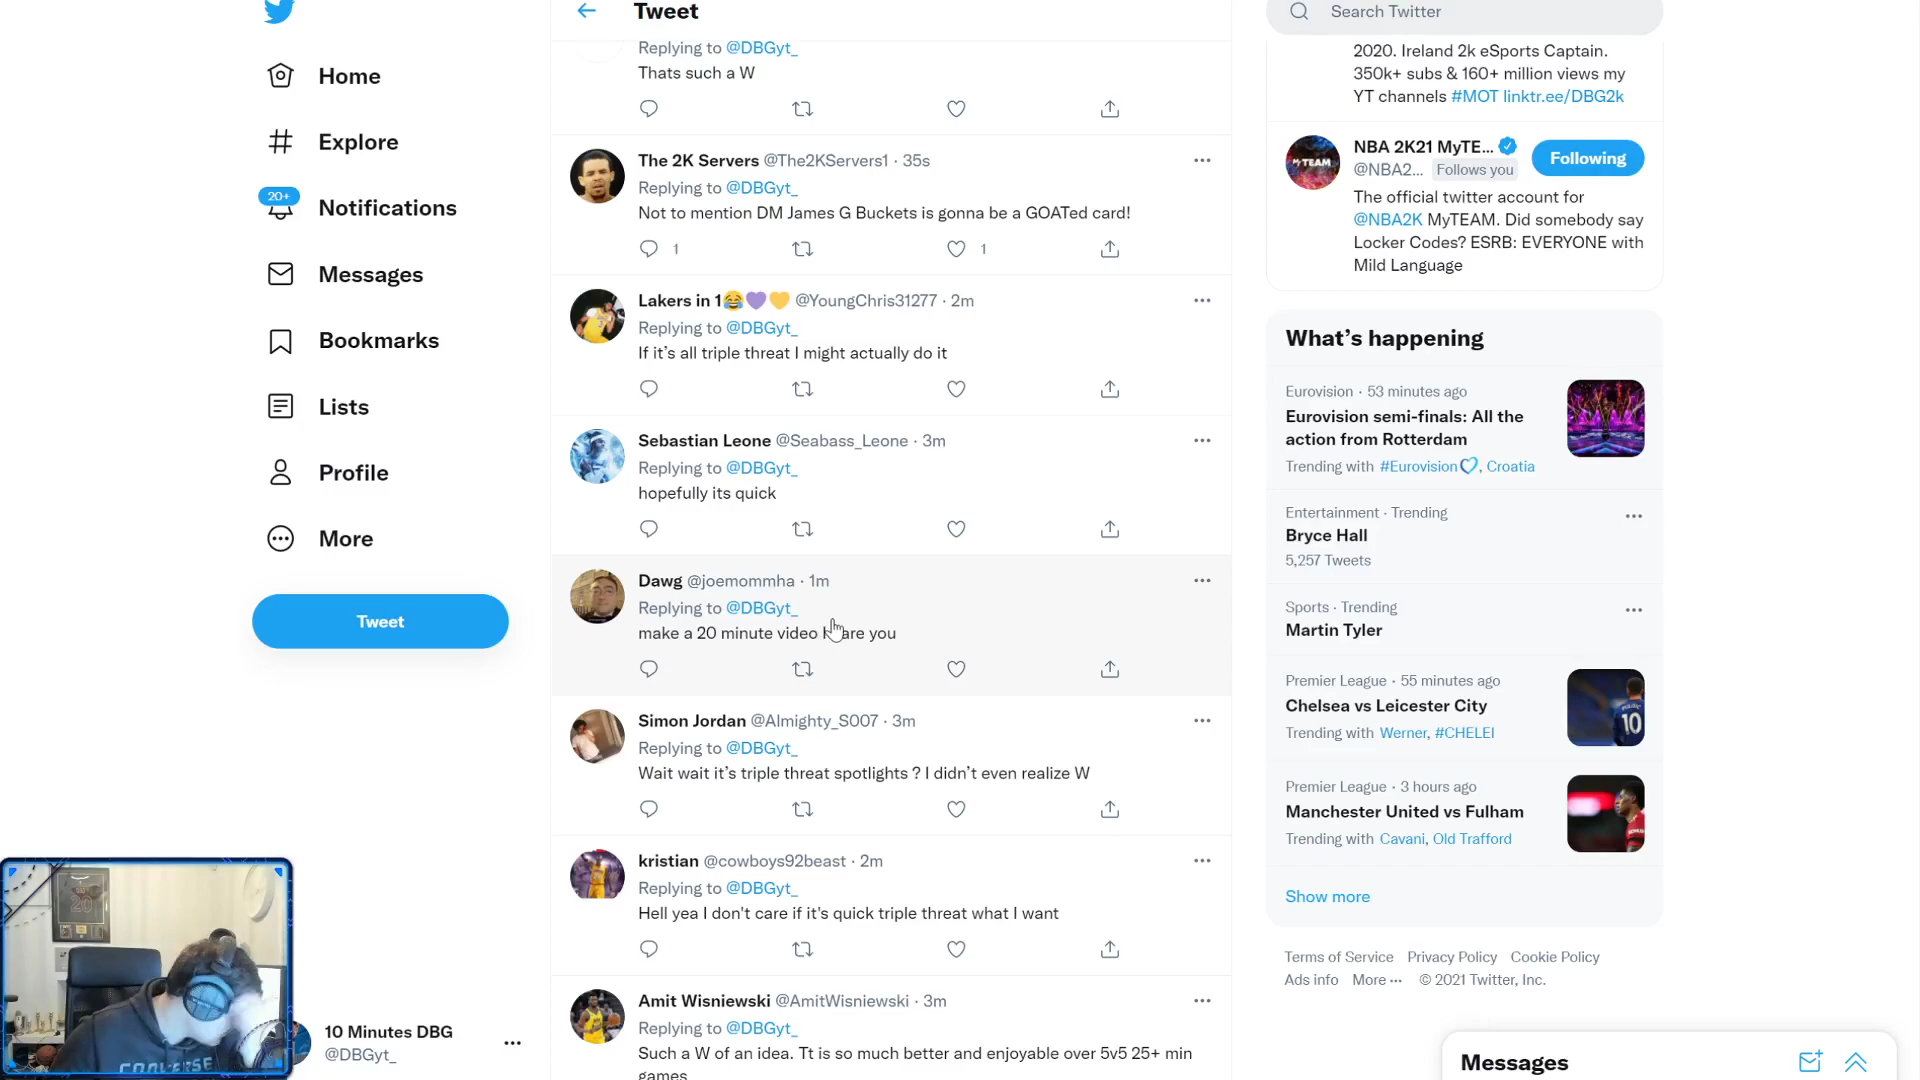 Home
Explore
20+
Notifications
Messages
Bookmarks
Lists
Profile
More
Tweet
20
CONVERSE
10 Minutes DBG
@DBGyt_
Tweet
Replying to @DBGyt_
Thats such a W
The 2K Servers @The2KServers1 · 35s
Replying to @DBGyt_
Not to mention DM James G Buckets is gonna be a GOATed card!
1 1
Lakers in 1😂💜💛 @YoungChris31277 · 2m
Replying to @DBGyt_
If it’s all triple threat I might actually do it
Sebastian Leone @Seabass_Leone · 3m
Replying to @DBGyt_
hopefully its quick
Dawg @joemommha · 1m
Replying to @DBGyt_
make a 20 minute video are you
Simon Jordan @Almighty_S007 · 3m
Replying to @DBGyt_
Wait wait it’s triple threat spotlights ? I didn’t even realize W
kristian @cowboys92beast · 2m
Replying to @DBGyt_
Hell yea I don't care if it's quick triple threat what I want
Amit Wisniewski @AmitWisniewski · 3m
Replying to @DBGyt_
Such a W of an idea. Tt is so much better and enjoyable over 5v5 25+ min
games
Search Twitter
2020. Ireland 2k eSports Captain.
350k+ subs & 160+ million views my
YT channels #MOT linktr.ee/DBG2k
MYTEAM
NBA 2K21 MyTE...
@NBA2... Follows you
Following
The official twitter account for
@NBA2K MyTEAM. Did somebody say
Locker Codes? ESRB: EVERYONE with
Mild Language
What’s happening
Eurovision · 53 minutes ago
Eurovision semi-finals: All the
action from Rotterdam
Trending with #Eurovision, Croatia
Entertainment · Trending
Bryce Hall
5,257 Tweets
Sports · Trending
Martin Tyler
Premier League · 55 minutes ago
Chelsea vs Leicester City
Trending with Werner, #CHELEI
10
Premier League · 3 hours ago
Manchester United vs Fulham
Trending with Cavani, Old Trafford
Show more
Terms of Service Privacy Policy Cookie Policy
Ads info More ··· © 2021 Twitter, Inc.
Messages